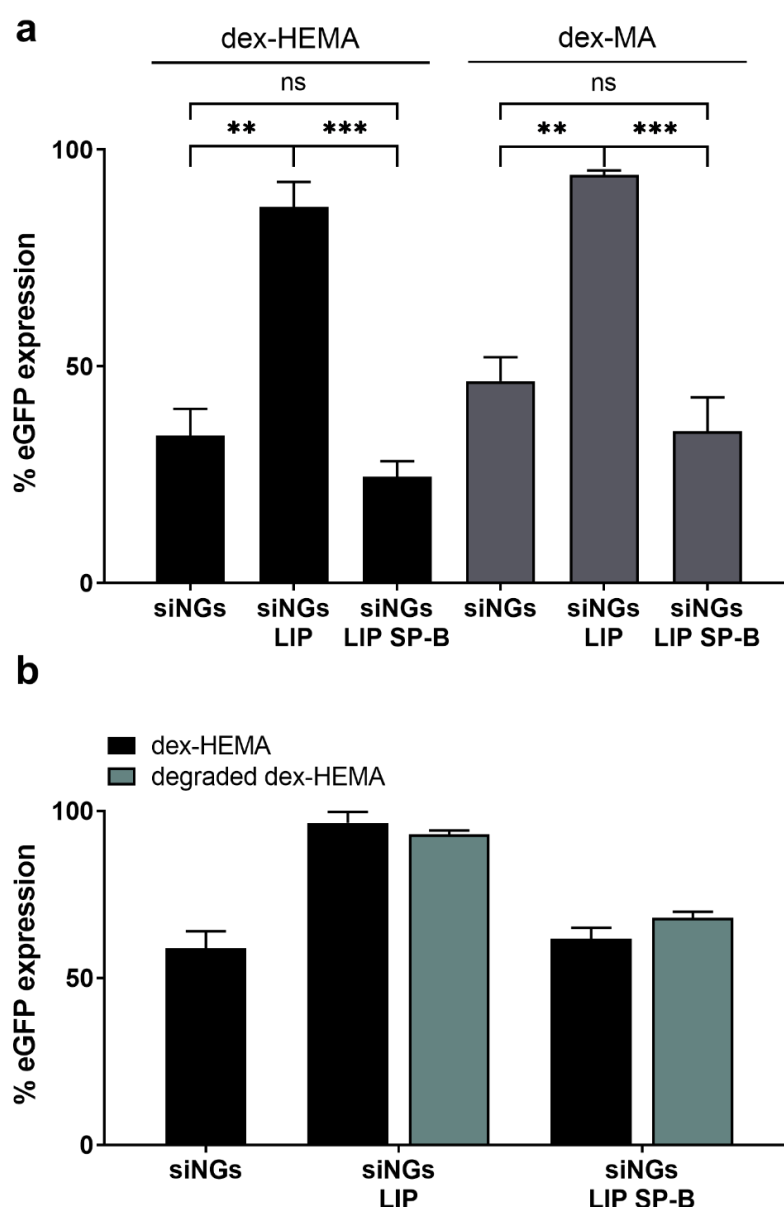 a
dex-HEMA dex-MA
ns ns
** *** ** ***
100
50
0
% eGFP expression
siNGs siNGs siNGs siNGs siNGs siNGs
LIP LIP SP-B LIP LIP SP-B
b
dex-HEMA
degraded dex-HEMA
100
50
0
% eGFP expression
siNGs siNGs siNGs
LIP LIP SP-B